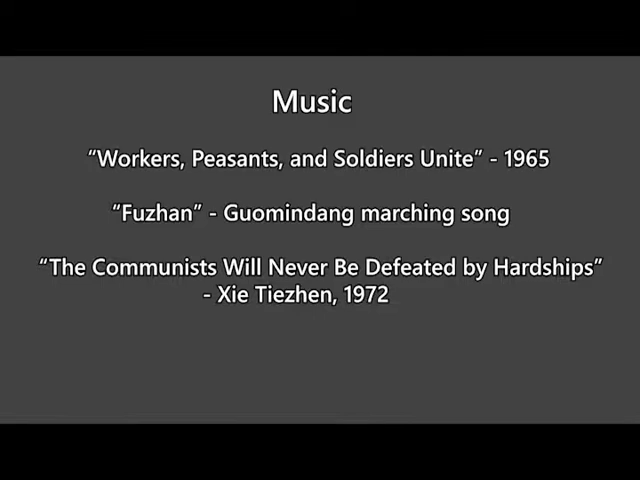 Music
“Workers, Peasants, and Soldiers Unite” - 1965
“Fuzhan” - Guomindang marching song
“The Communists Will Never Be Defeated by Hardships”
- Xie Tiezhen, 1972